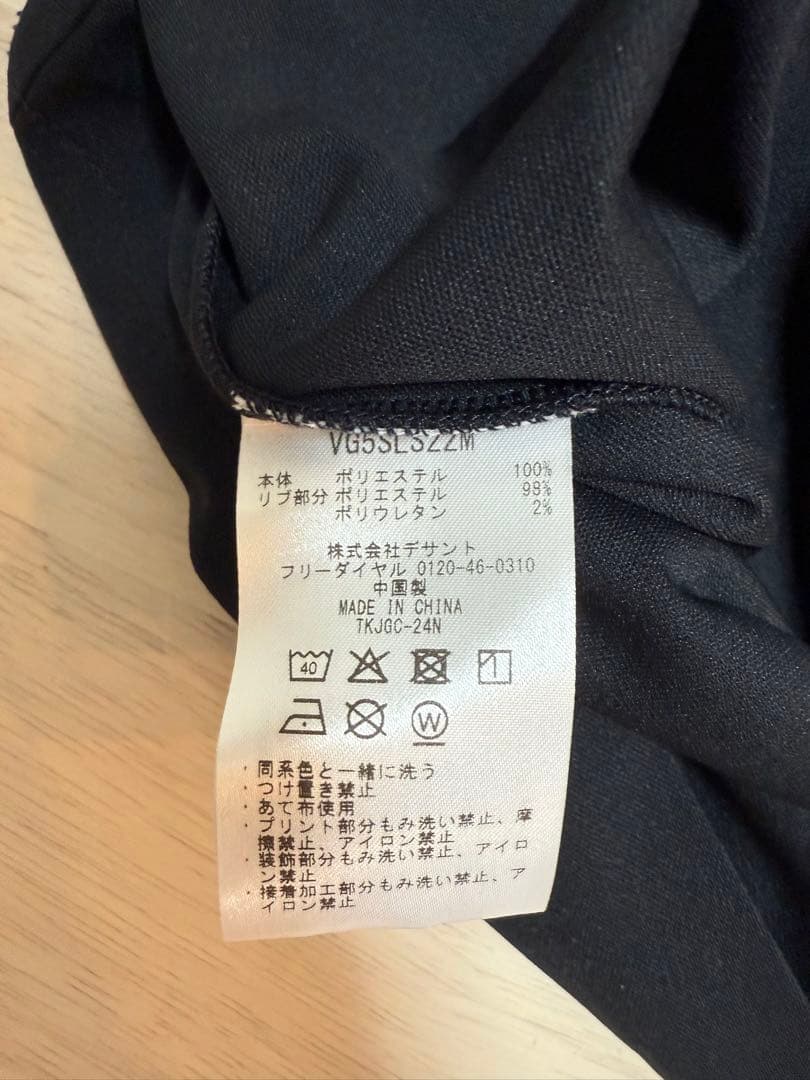 VG5SLS22M
本体 ポリエステル 100%
リブ部分 ポリエステル 98%
ポリウレタン 2%
株式会社デサント
フリーダイヤル 0120-46-0310
中国製
MADE IN CHINA
TKJGC-24N
40
W
・同系色と一緒に洗う
・つけ置き禁止
・あて布使用
・プリント部分もみ洗い禁止、摩
擦禁止、アイロン禁止
・装飾部分もみ洗い禁止、アイロ
ン禁止
・接着加工部分もみ洗い禁止、ア
イロン禁止